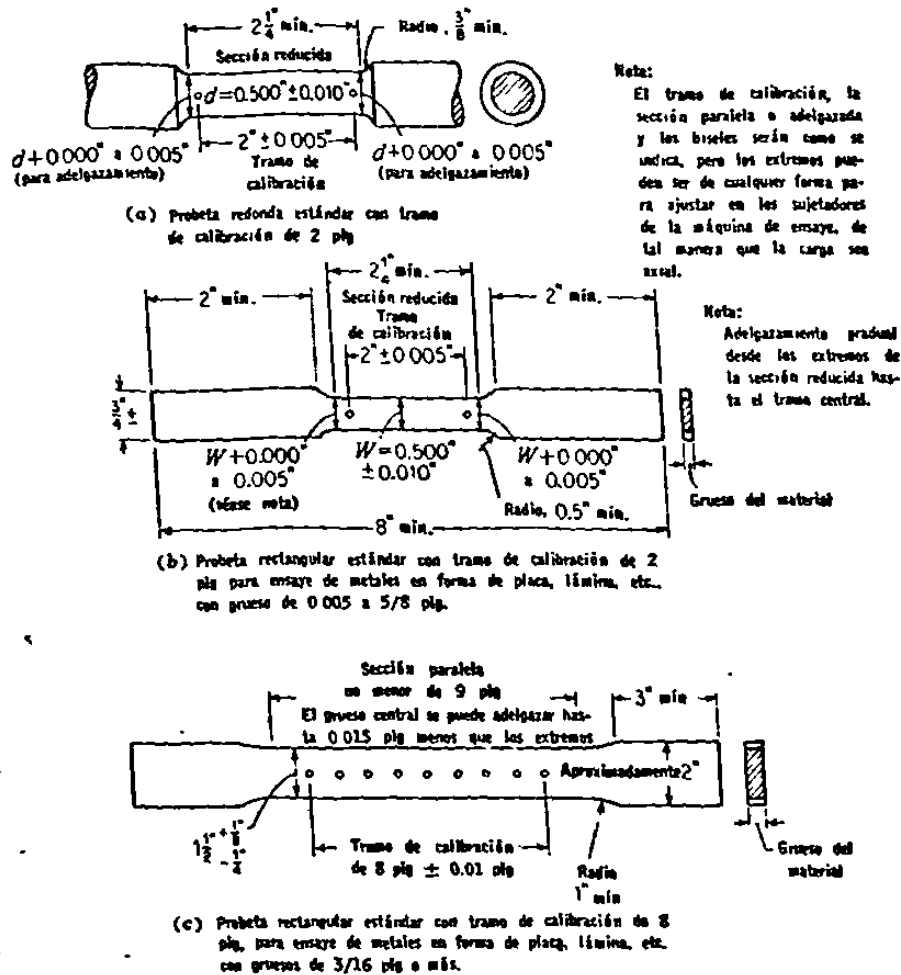 2 1/4" mín.
Radio, 3/8" mín.
Sección reducida
d=0.500"±0.010"
2"±0.005"
d+0.000" a 0.005"
(para adelgazamiento)
Tramo de
calibración
d+0.000" a 0.005"
(para adelgazamiento)
(a) Probeta redonda estándar con tramo
de calibración de 2 plg
Nota:
El tramo de calibración, la
sección paralela o adelgazada
y los biseles serán como se
indica, pero los extremos pue-
den ser de cualquier forma pa-
ra ajustar en los sujetadores
de la máquina de ensaye, de
tal manera que la carga sea
axial.
2 1/4" mín.
2" mín.
Sección reducida
2" mín.
Tramo
de calibración
2"±0.005"
Nota:
Adelgazamiento gradual
desde los extremos de
la sección reducida has-
ta el tramo central.
W+0.000"
a 0.005"
(véase nota)
W=0.500"
±0.010"
W+0.000"
a 0.005"
Radio, 0.5" mín.
Grueso del material
8" mín.
(b) Probeta rectangular estándar con tramo de calibración de 2
plg para ensaye de metales en forma de placa, lámina, etc.,
con grueso de 0.005 a 5/8 plg.
Sección paralela
no menor de 9 plg
3" mín
El grueso central se puede adelgazar has-
ta 0.015 plg menos que los extremos
Aproximadamente 2"
1 1/2" + 1/8"
- 1/4"
Tramo de calibración
de 8 plg ± 0.01 plg
Radio
1" mín
Grueso del
material
(c) Probeta rectangular estándar con tramo de calibración de 8
plg, para ensaye de metales en forma de placa, lámina, etc.
con gruesos de 3/16 plg o más.